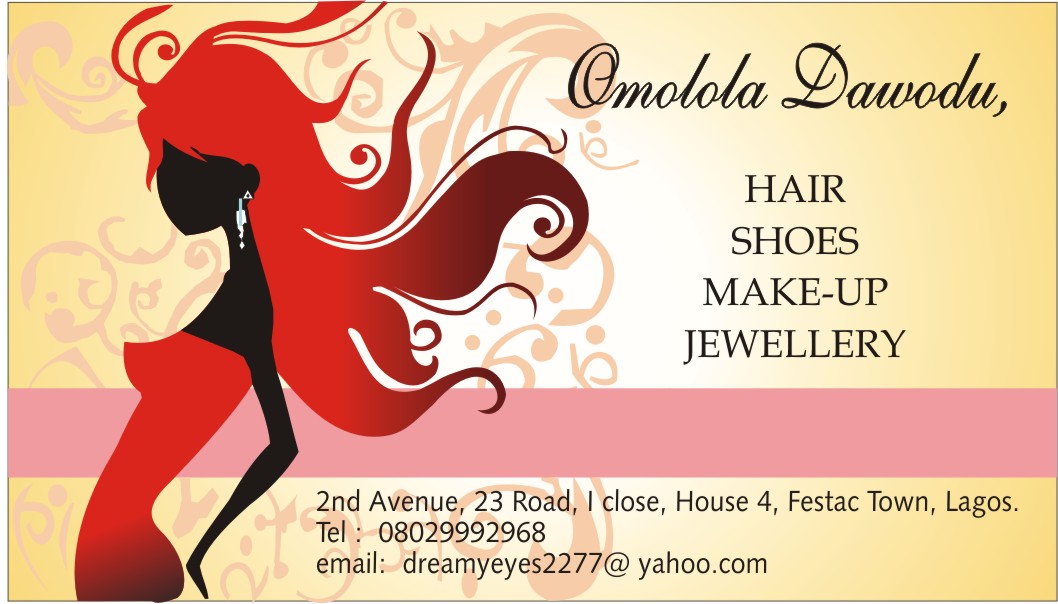 Omolola Dawodu,
HAIR
SHOES
MAKE-UP
JEWELLERY
2nd Avenue, 23 Road, I close, House 4, Festac Town, Lagos.
Tel : 08029992968
email: dreamyeyes2277@ yahoo.com